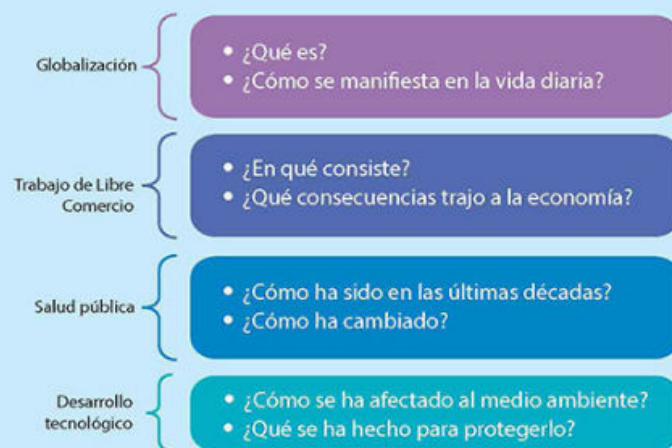 Globalización
• ¿Qué es?
• ¿Cómo se manifiesta en la vida diaria?
Trabajo de Libre
Comercio
• ¿En qué consiste?
• ¿Qué consecuencias trajo a la economía?
Salud pública
• ¿Cómo ha sido en las últimas décadas?
• ¿Cómo ha cambiado?
Desarrollo
tecnológico
• ¿Cómo se ha afectado al medio ambiente?
• ¿Qué se ha hecho para protegerlo?